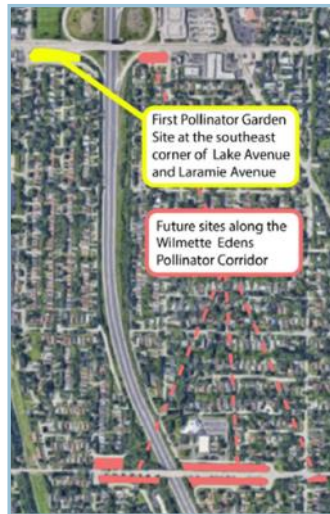 First Pollinator Garden
Site at the southeast
corner of Lake Avenue
and Laramie Avenue
Future sites along the
Wilmette Edens
Pollinator Corridor